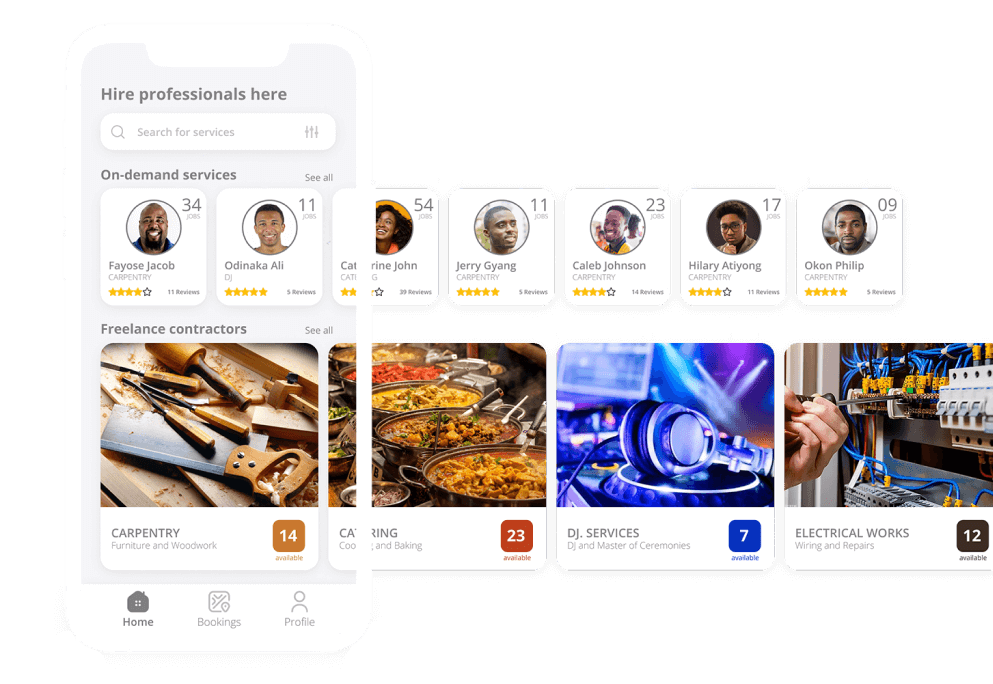 Hire professionals here
Search for services
On-demand services
See all
34
JOBS
Fayose Jacob
CARPENTRY
11 Reviews
11
JOBS
Odinaka Ali
DJ
5 Reviews
54
JOBS
Cat rine John
CATI
39 Reviews
11
JOBS
Jerry Gyang
CARPENTRY
5 Reviews
23
JOBS
Caleb Johnson
CARPENTRY
14 Reviews
17
JOBS
Hilary Atiyong
CARPENTRY
11 Reviews
09
JOBS
Okon Philip
CARPENTRY
5 Reviews
Freelance contractors
See all
CARPENTRY
Furniture and Woodwork
14
available
CAT RING
Coo g and Baking
23
available
DJ. SERVICES
DJ and Master of Ceremonies
7
available
ELECTRICAL WORKS
Wiring and Repairs
12
available
Home
Bookings
Profile